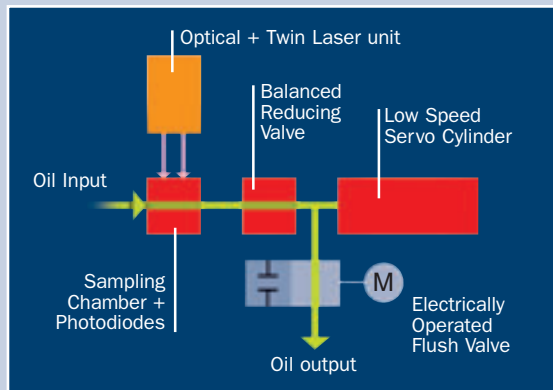 Optical + Twin Laser unit
Balanced
Reducing
Valve
Low Speed
Servo Cylinder
Oil Input
Sampling
Chamber +
Photodiodes
M
Electrically
Operated
Flush Valve
Oil output